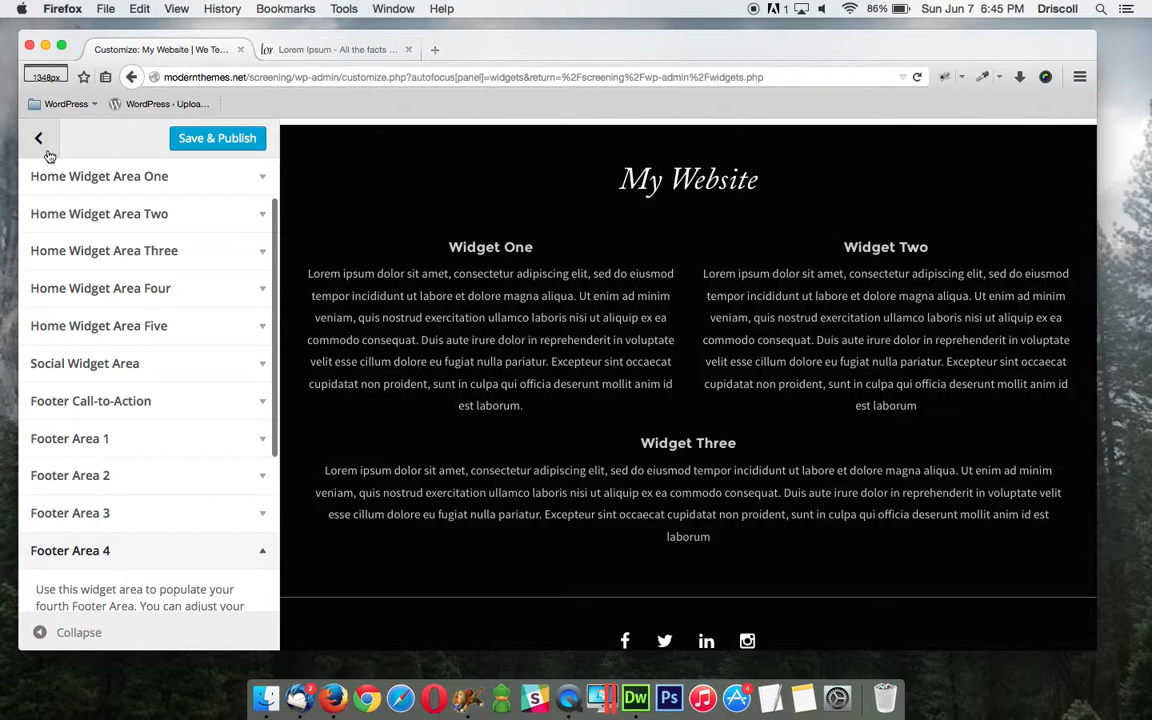 Firefox File Edit View History Bookmarks Tools Window Help 1 86% Sun Jun 7 6:45 PM Driscoll
Customize: My Website | We Te... Lorem Ipsum - All the facts ...
1348px modernthemes.net/screening/wp-admin/customize.php?autofocus[panel]=widgets&return=%2Fscreening%2Fwp-admin%2Fwidgets.php
WordPress WordPress › Uploa...
Save & Publish
Home Widget Area One
Home Widget Area Two
Home Widget Area Three
Home Widget Area Four
Home Widget Area Five
Social Widget Area
Footer Call-to-Action
Footer Area 1
Footer Area 2
Footer Area 3
Footer Area 4
Use this widget area to populate your
fourth Footer Area. You can adjust your
Collapse
My Website
Widget One
Lorem ipsum dolor sit amet, consectetur adipiscing elit, sed do eiusmod
tempor incididunt ut labore et dolore magna aliqua. Ut enim ad minim
veniam, quis nostrud exercitation ullamco laboris nisi ut aliquip ex ea
commodo consequat. Duis aute irure dolor in reprehenderit in voluptate
velit esse cillum dolore eu fugiat nulla pariatur. Excepteur sint occaecat
cupidatat non proident, sunt in culpa qui officia deserunt mollit anim id
est laborum.
Widget Two
Lorem ipsum dolor sit amet, consectetur adipiscing elit, sed do eiusmod
tempor incididunt ut labore et dolore magna aliqua. Ut enim ad minim
veniam, quis nostrud exercitation ullamco laboris nisi ut aliquip ex ea
commodo consequat. Duis aute irure dolor in reprehenderit in voluptate
velit esse cillum dolore eu fugiat nulla pariatur. Excepteur sint occaecat
cupidatat non proident, sunt in culpa qui officia deserunt mollit anim id
est laborum
Widget Three
Lorem ipsum dolor sit amet, consectetur adipiscing elit, sed do eiusmod tempor incididunt ut labore et dolore magna aliqua. Ut enim ad minim
veniam, quis nostrud exercitation ullamco laboris nisi ut aliquip ex ea commodo consequat. Duis aute irure dolor in reprehenderit in voluptate velit
esse cillum dolore eu fugiat nulla pariatur. Excepteur sint occaecat cupidatat non proident, sunt in culpa qui officia deserunt mollit anim id est
laborum
Dw Ps